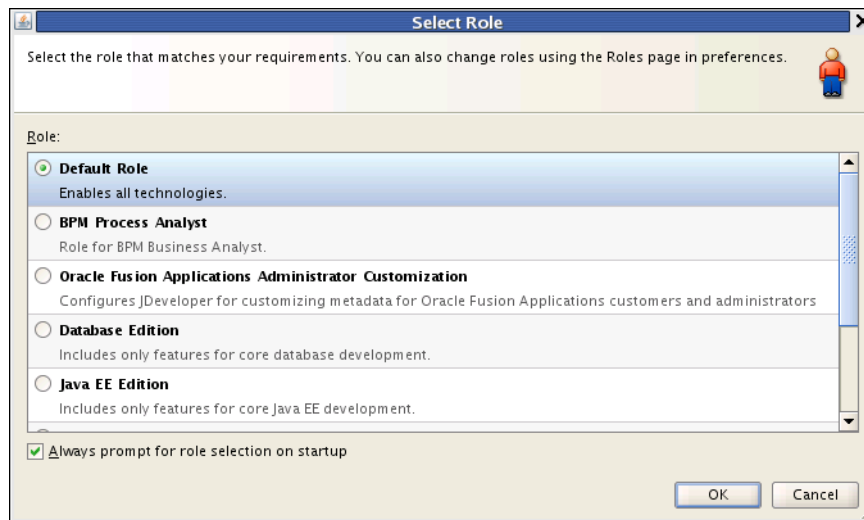 Select Role
Select the role that matches your requirements. You can also change roles using the Roles page in preferences.
Role:
Default Role
Enables all technologies.
BPM Process Analyst
Role for BPM Business Analyst.
Oracle Fusion Applications Administrator Customization
Configures JDeveloper for customizing metadata for Oracle Fusion Applications customers and administrators
Database Edition
Includes only features for core database development.
Java EE Edition
Includes only features for core Java EE development.
Always prompt for role selection on startup
OK
Cancel